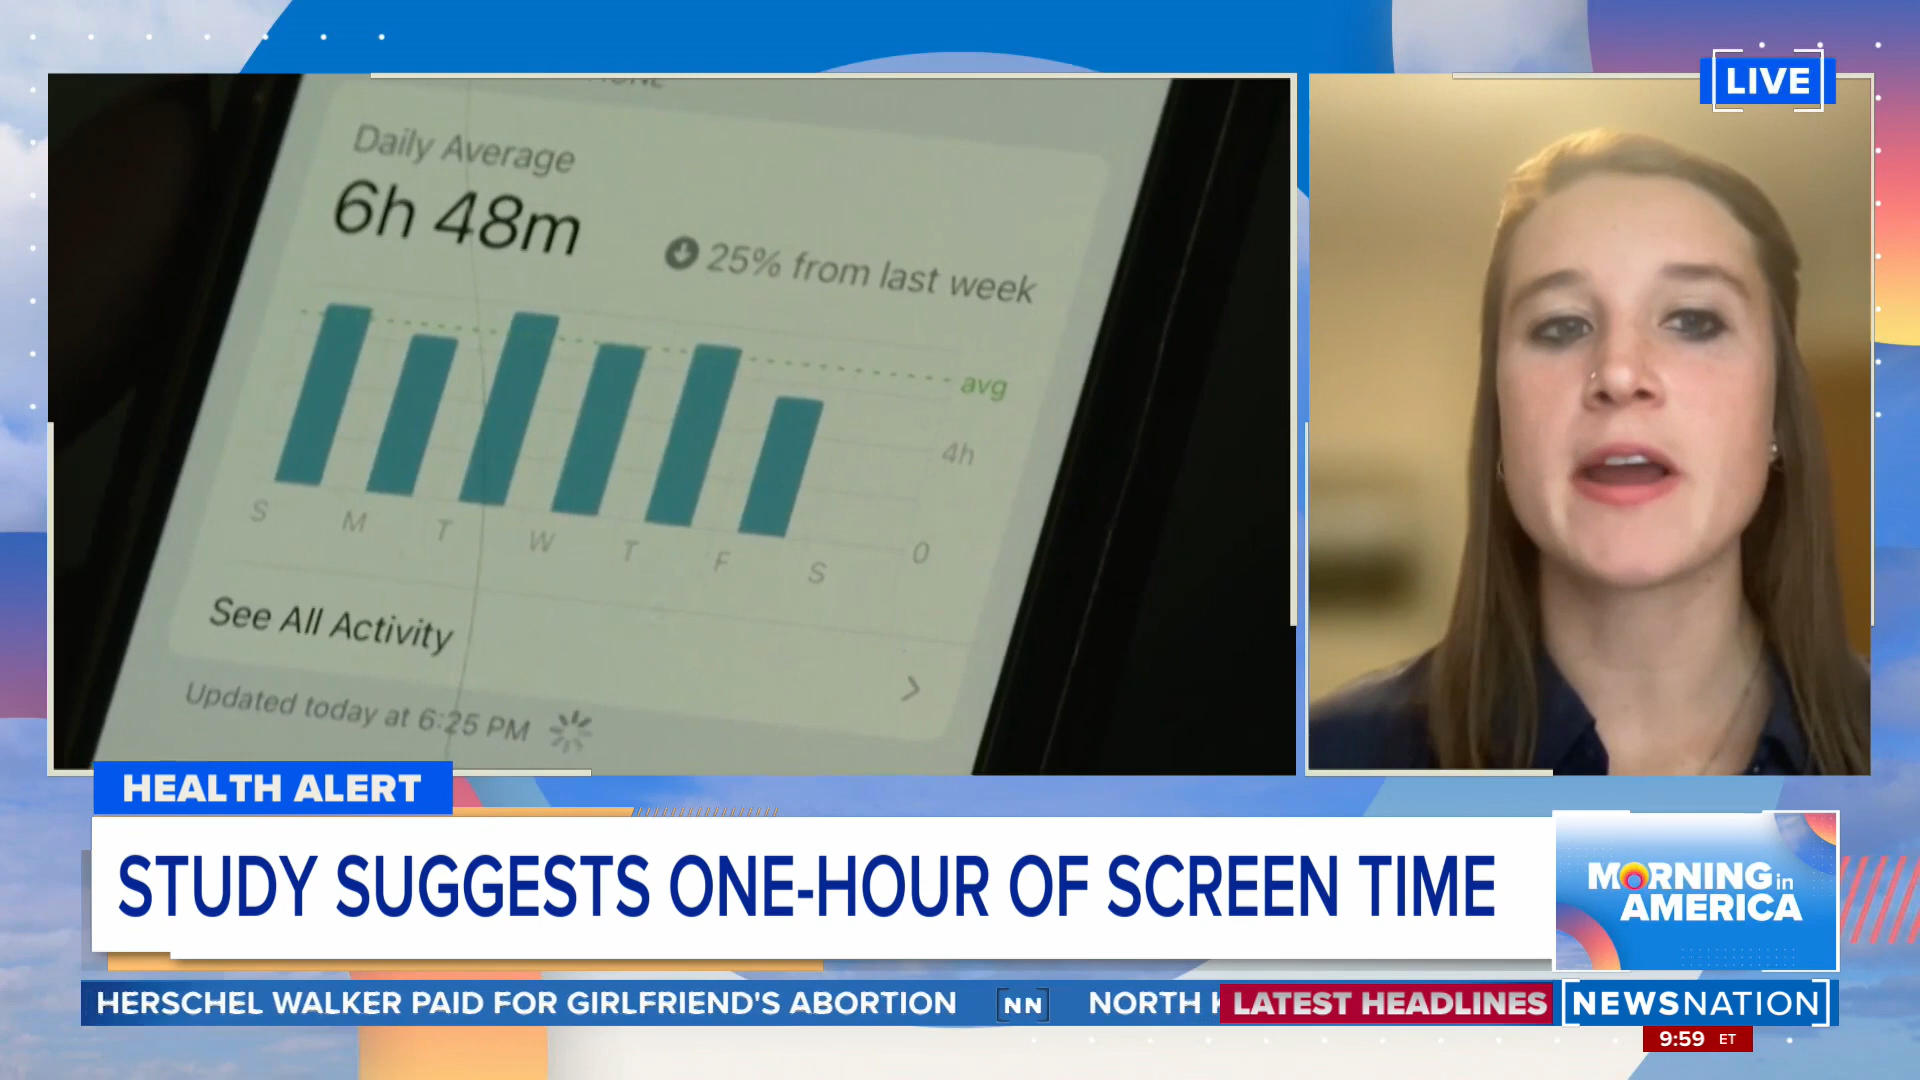 LIVE
Daily Average
6h 48m
25% from last week
avg
4h
0
S M T W T F S
See All Activity
Updated today at 6:25 PM
HEALTH ALERT
STUDY SUGGESTS ONE-HOUR OF SCREEN TIME
MORNING in
AMERICA
HERSCHEL WALKER PAID FOR GIRLFRIEND'S ABORTION NN NORTH
LATEST HEADLINES
NEWSNATION
9:59 ET